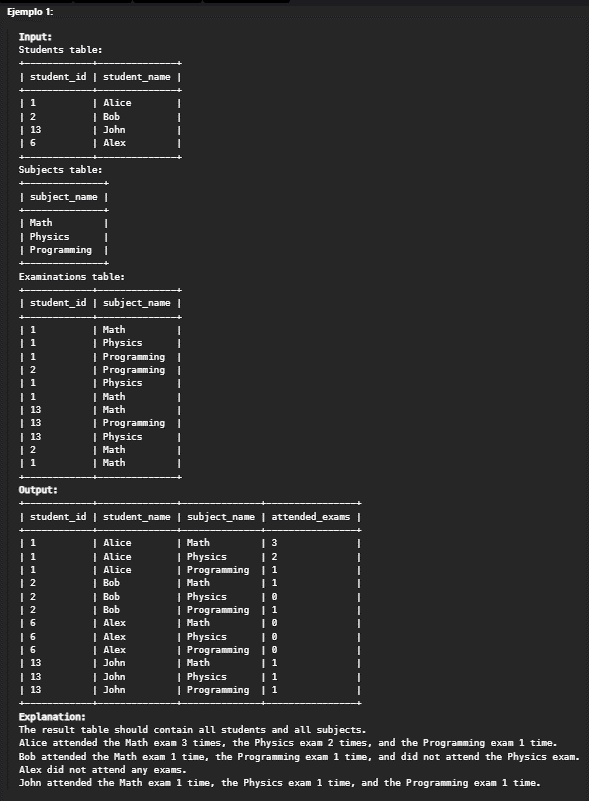 Ejemplo 1:
Input:
Students table:
+------------+--------------+
| student_id | student_name |
+------------+--------------+
| 1          | Alice        |
| 2          | Bob          |
| 13         | John         |
| 6          | Alex         |
+------------+--------------+
Subjects table:
+--------------+
| subject_name |
+--------------+
| Math         |
| Physics      |
| Programming  |
+--------------+
Examinations table:
+------------+--------------+
| student_id | subject_name |
+------------+--------------+
| 1          | Math         |
| 1          | Physics      |
| 1          | Programming  |
| 2          | Programming  |
| 1          | Physics      |
| 1          | Math         |
| 13         | Math         |
| 13         | Programming  |
| 13         | Physics      |
| 2          | Math         |
| 1          | Math         |
+------------+--------------+
Output:
+------------+--------------+--------------+----------------+
| student_id | student_name | subject_name | attended_exams |
+------------+--------------+--------------+----------------+
| 1          | Alice        | Math         | 3              |
| 1          | Alice        | Physics      | 2              |
| 1          | Alice        | Programming  | 1              |
| 2          | Bob          | Math         | 1              |
| 2          | Bob          | Physics      | 0              |
| 2          | Bob          | Programming  | 1              |
| 6          | Alex         | Math         | 0              |
| 6          | Alex         | Physics      | 0              |
| 6          | Alex         | Programming  | 0              |
| 13         | John         | Math         | 1              |
| 13         | John         | Physics      | 1              |
| 13         | John         | Programming  | 1              |
+------------+--------------+--------------+----------------+
Explanation:
The result table should contain all students and all subjects.
Alice attended the Math exam 3 times, the Physics exam 2 times, and the Programming exam 1 time.
Bob attended the Math exam 1 time, the Programming exam 1 time, and did not attend the Physics exam.
Alex did not attend any exams.
John attended the Math exam 1 time, the Physics exam 1 time, and the Programming exam 1 time.